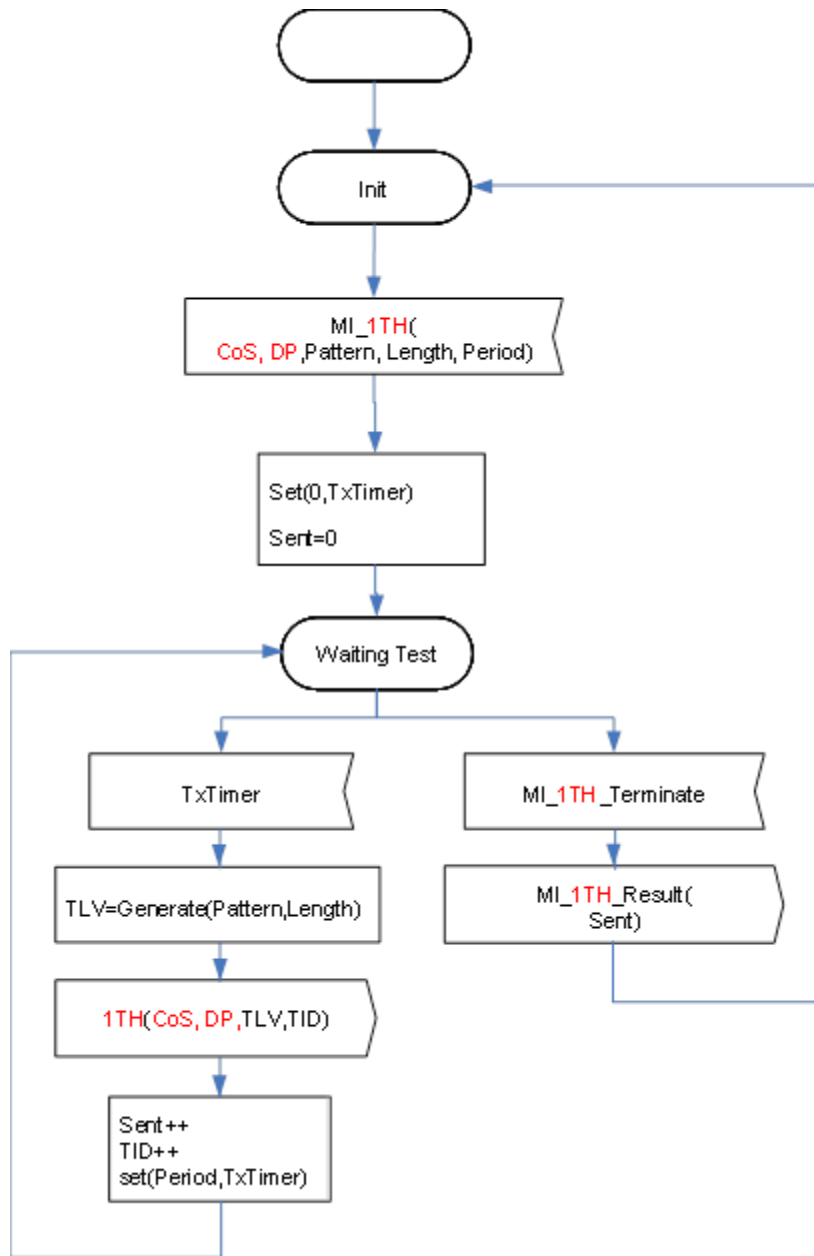 Init
MI_1TH(
CoS, DP,Pattern, Length, Period)
Set(0,TxTimer)
Sent=0
Waiting Test
TxTimer
TLV=Generate(Pattern,Length)
1TH(CoS, DP,TLV,TID)
Sent++
TID++
set(Period,TxTimer)
MI_1TH_Terminate
MI_1TH_Result(
Sent)